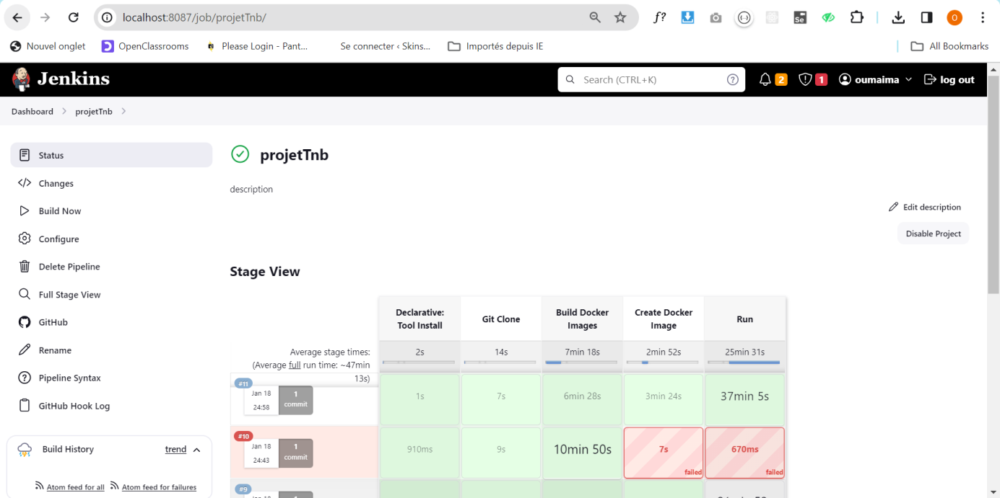 localhost:8087/job/projetTnb/
f?
Se
O
Nouvel onglet
OpenClassrooms
Please Login - Pant...
Se connecter ‹ Skins...
Importés depuis IE
All Bookmarks
Jenkins
Search (CTRL+K)
2
1
oumaima
log out
Dashboard
projetTnb
Status
Changes
Build Now
Configure
Delete Pipeline
Full Stage View
GitHub
Rename
Pipeline Syntax
GitHub Hook Log
Build History
trend
Atom feed for all
Atom feed for failures
projetTnb
description
Edit description
Disable Project
Stage View
Declarative: Tool Install
Git Clone
Build Docker Images
Create Docker Image
Run
Average stage times:
(Average full run time: ~47min
13s)
2s
14s
7min 18s
2min 52s
25min 31s
#11
Jan 18
24:58
1
commit
1s
7s
6min 28s
3min 24s
37min 5s
#10
Jan 18
24:43
1
commit
910ms
9s
10min 50s
7s
failed
670ms
failed
#9